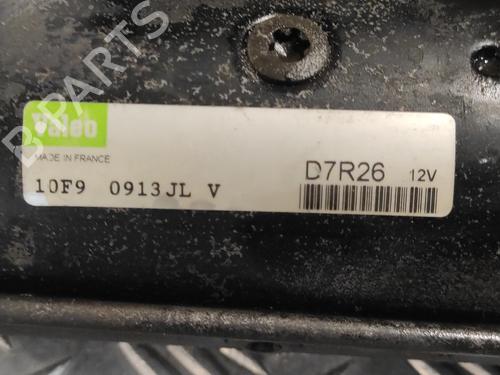 B-PARTS
Valeo
MADE IN FRANCE
10F9 0913JL V
D7R26 12V